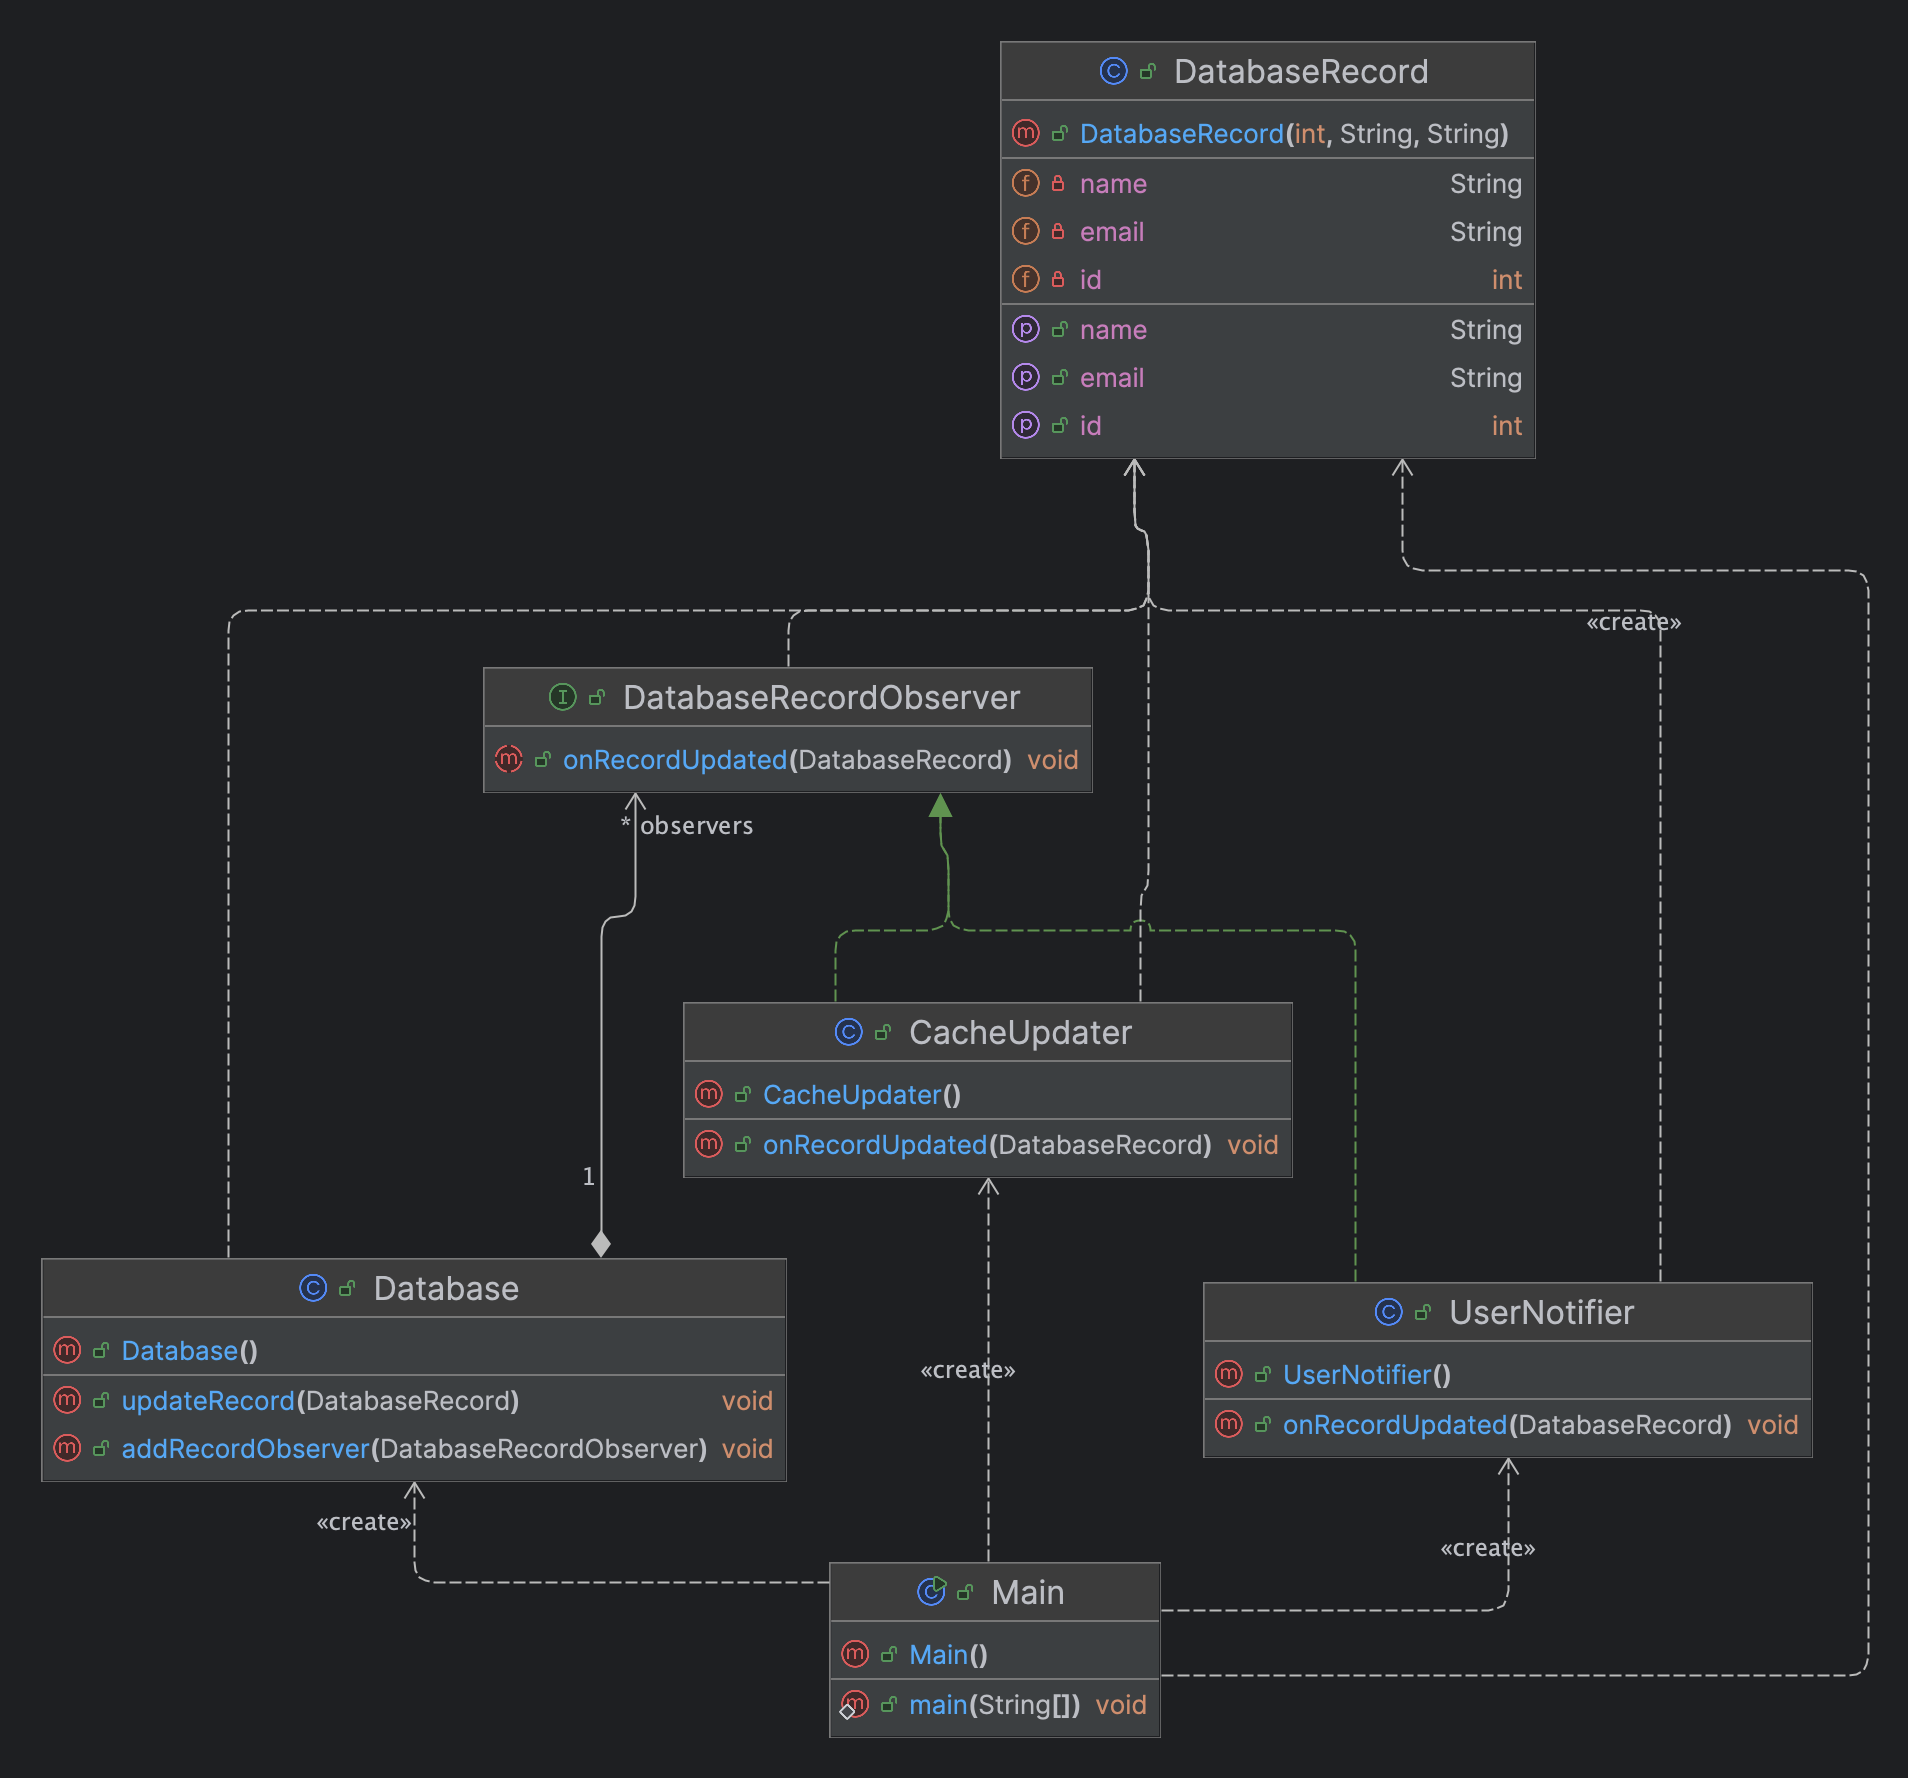 DatabaseRecord
DatabaseRecord(int, String, String)
name String
email String
id int
name String
email String
id int
«create»
DatabaseRecordObserver
onRecordUpdated(DatabaseRecord) void
* observers
CacheUpdater
CacheUpdater()
onRecordUpdated(DatabaseRecord) void
1
Database
Database()
updateRecord(DatabaseRecord) void
addRecordObserver(DatabaseRecordObserver) void
UserNotifier
UserNotifier()
onRecordUpdated(DatabaseRecord) void
«create»
«create»
«create»
Main
Main()
main(String[]) void